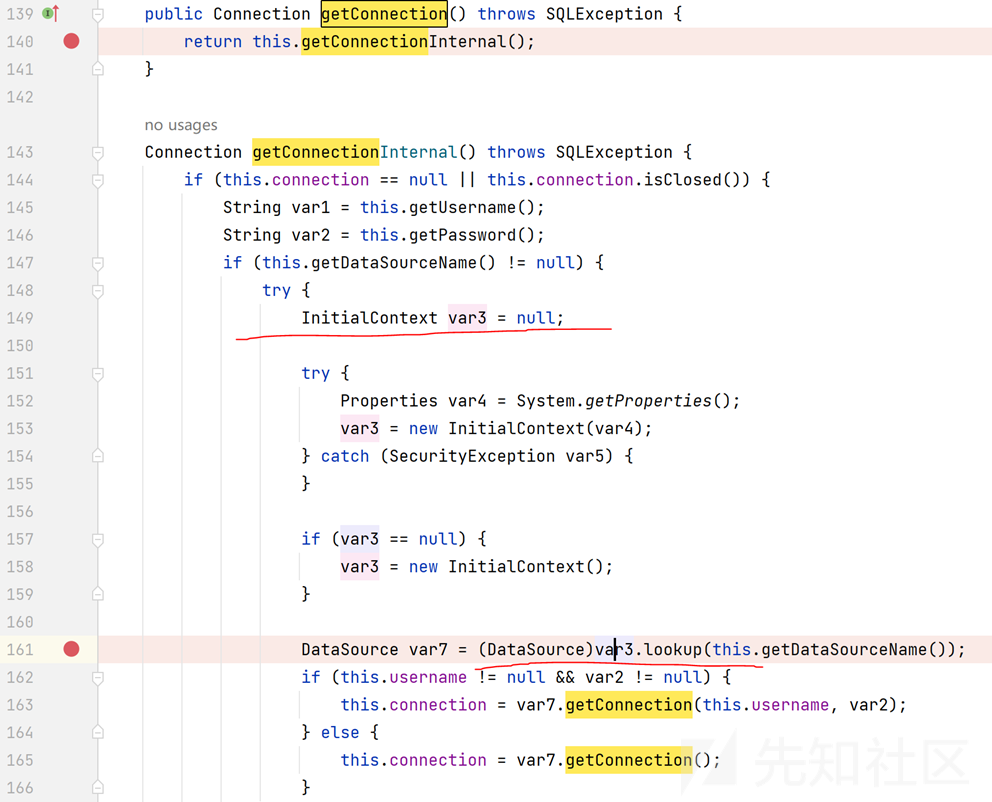 139 public Connection getConnection() throws SQLException {
140 return this.getConnectionInternal();
141 }
142
no usages
143 Connection getConnectionInternal() throws SQLException {
144 if (this.connection == null || this.connection.isClosed()) {
145 String var1 = this.getUsername();
146 String var2 = this.getPassword();
147 if (this.getDataSourceName() != null) {
148 try {
149 InitialContext var3 = null;
150
151 try {
152 Properties var4 = System.getProperties();
153 var3 = new InitialContext(var4);
154 } catch (SecurityException var5) {
155 }
156
157 if (var3 == null) {
158 var3 = new InitialContext();
159 }
160
161 DataSource var7 = (DataSource)var3.lookup(this.getDataSourceName());
162 if (this.username != null && var2 != null) {
163 this.connection = var7.getConnection(this.username, var2);
164 } else {
165 this.connection = var7.getConnection();
166 }
先知社区